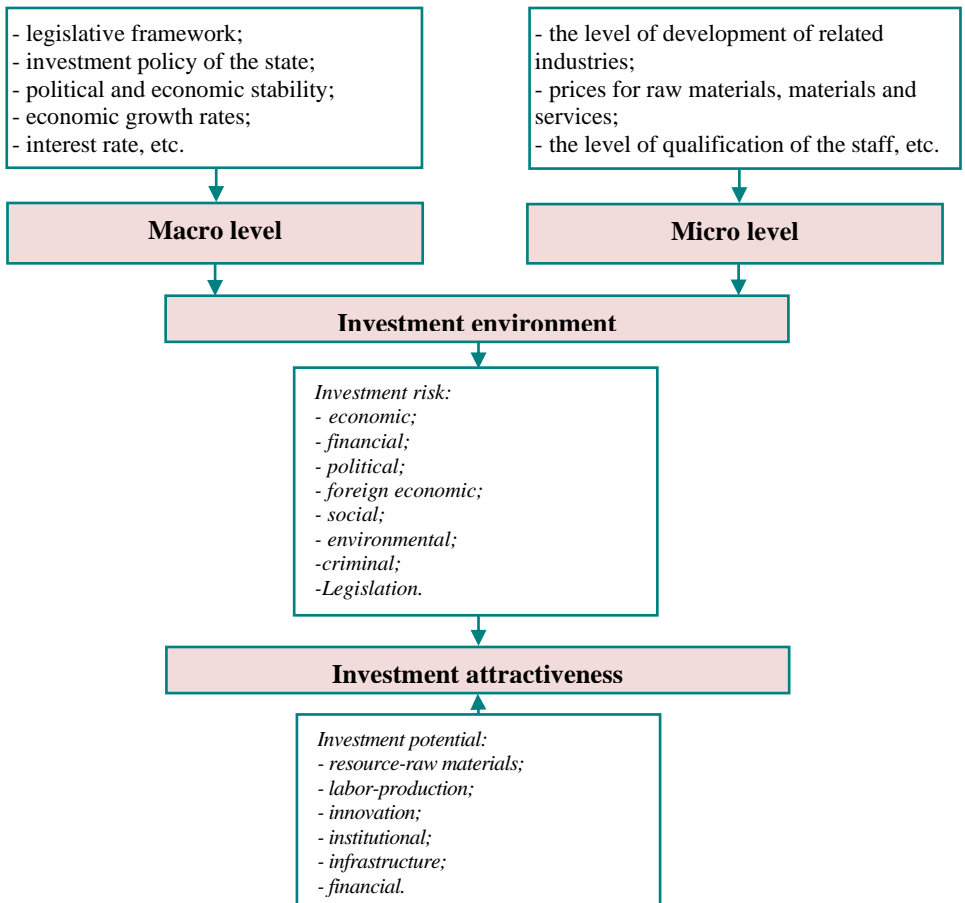 - legislative framework;
- investment policy of the state;
- political and economic stability;
- economic growth rates;
- interest rate, etc.
- the level of development of related
industries;
- prices for raw materials, materials and
services;
- the level of qualification of the staff, etc.
Macro level
Micro level
Investment environment
Investment risk:
- economic;
- financial;
- political;
- foreign economic;
- social;
- environmental;
-criminal;
-Legislation.
Investment attractiveness
Investment potential:
- resource-raw materials;
- labor-production;
- innovation;
- institutional;
- infrastructure;
- financial.